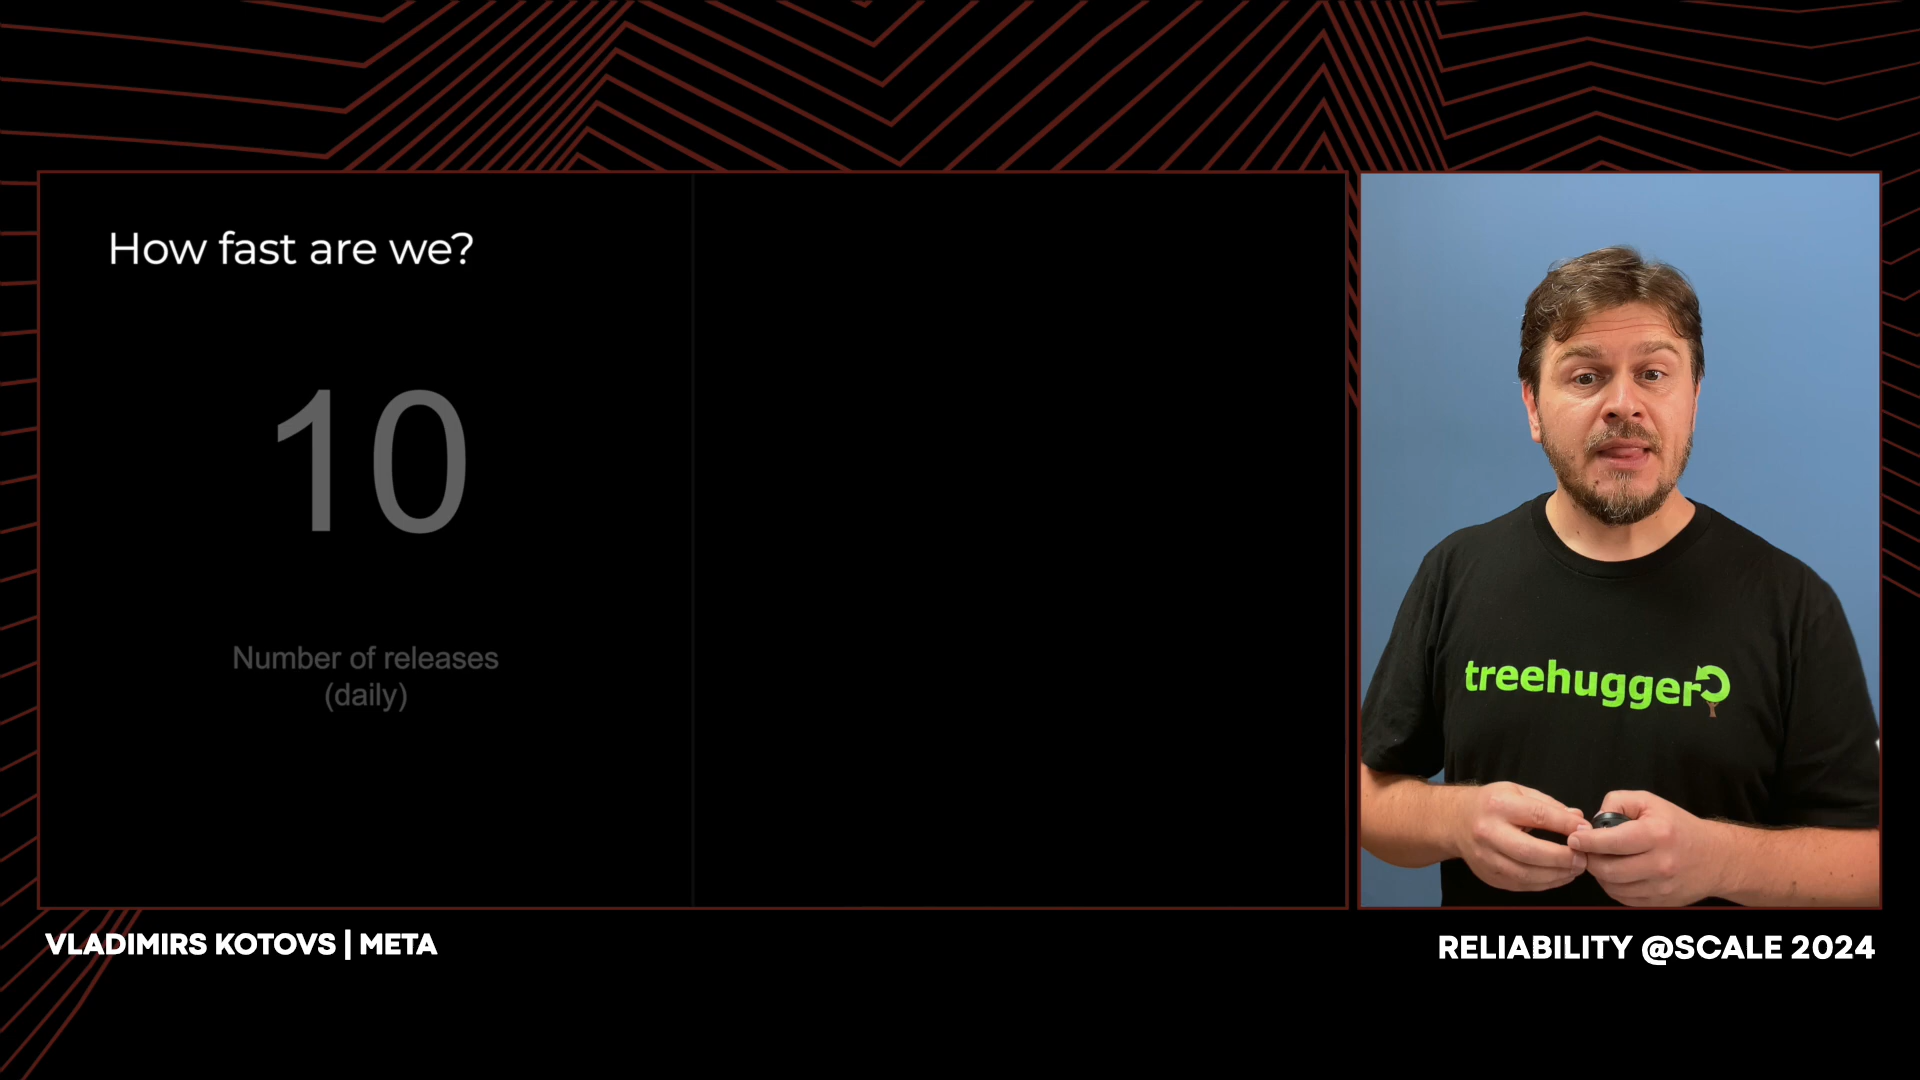 How fast are we?
10
Number of releases
(daily)
treehugger
VLADIMIRS KOTOVS | META
RELIABILITY @SCALE 2024